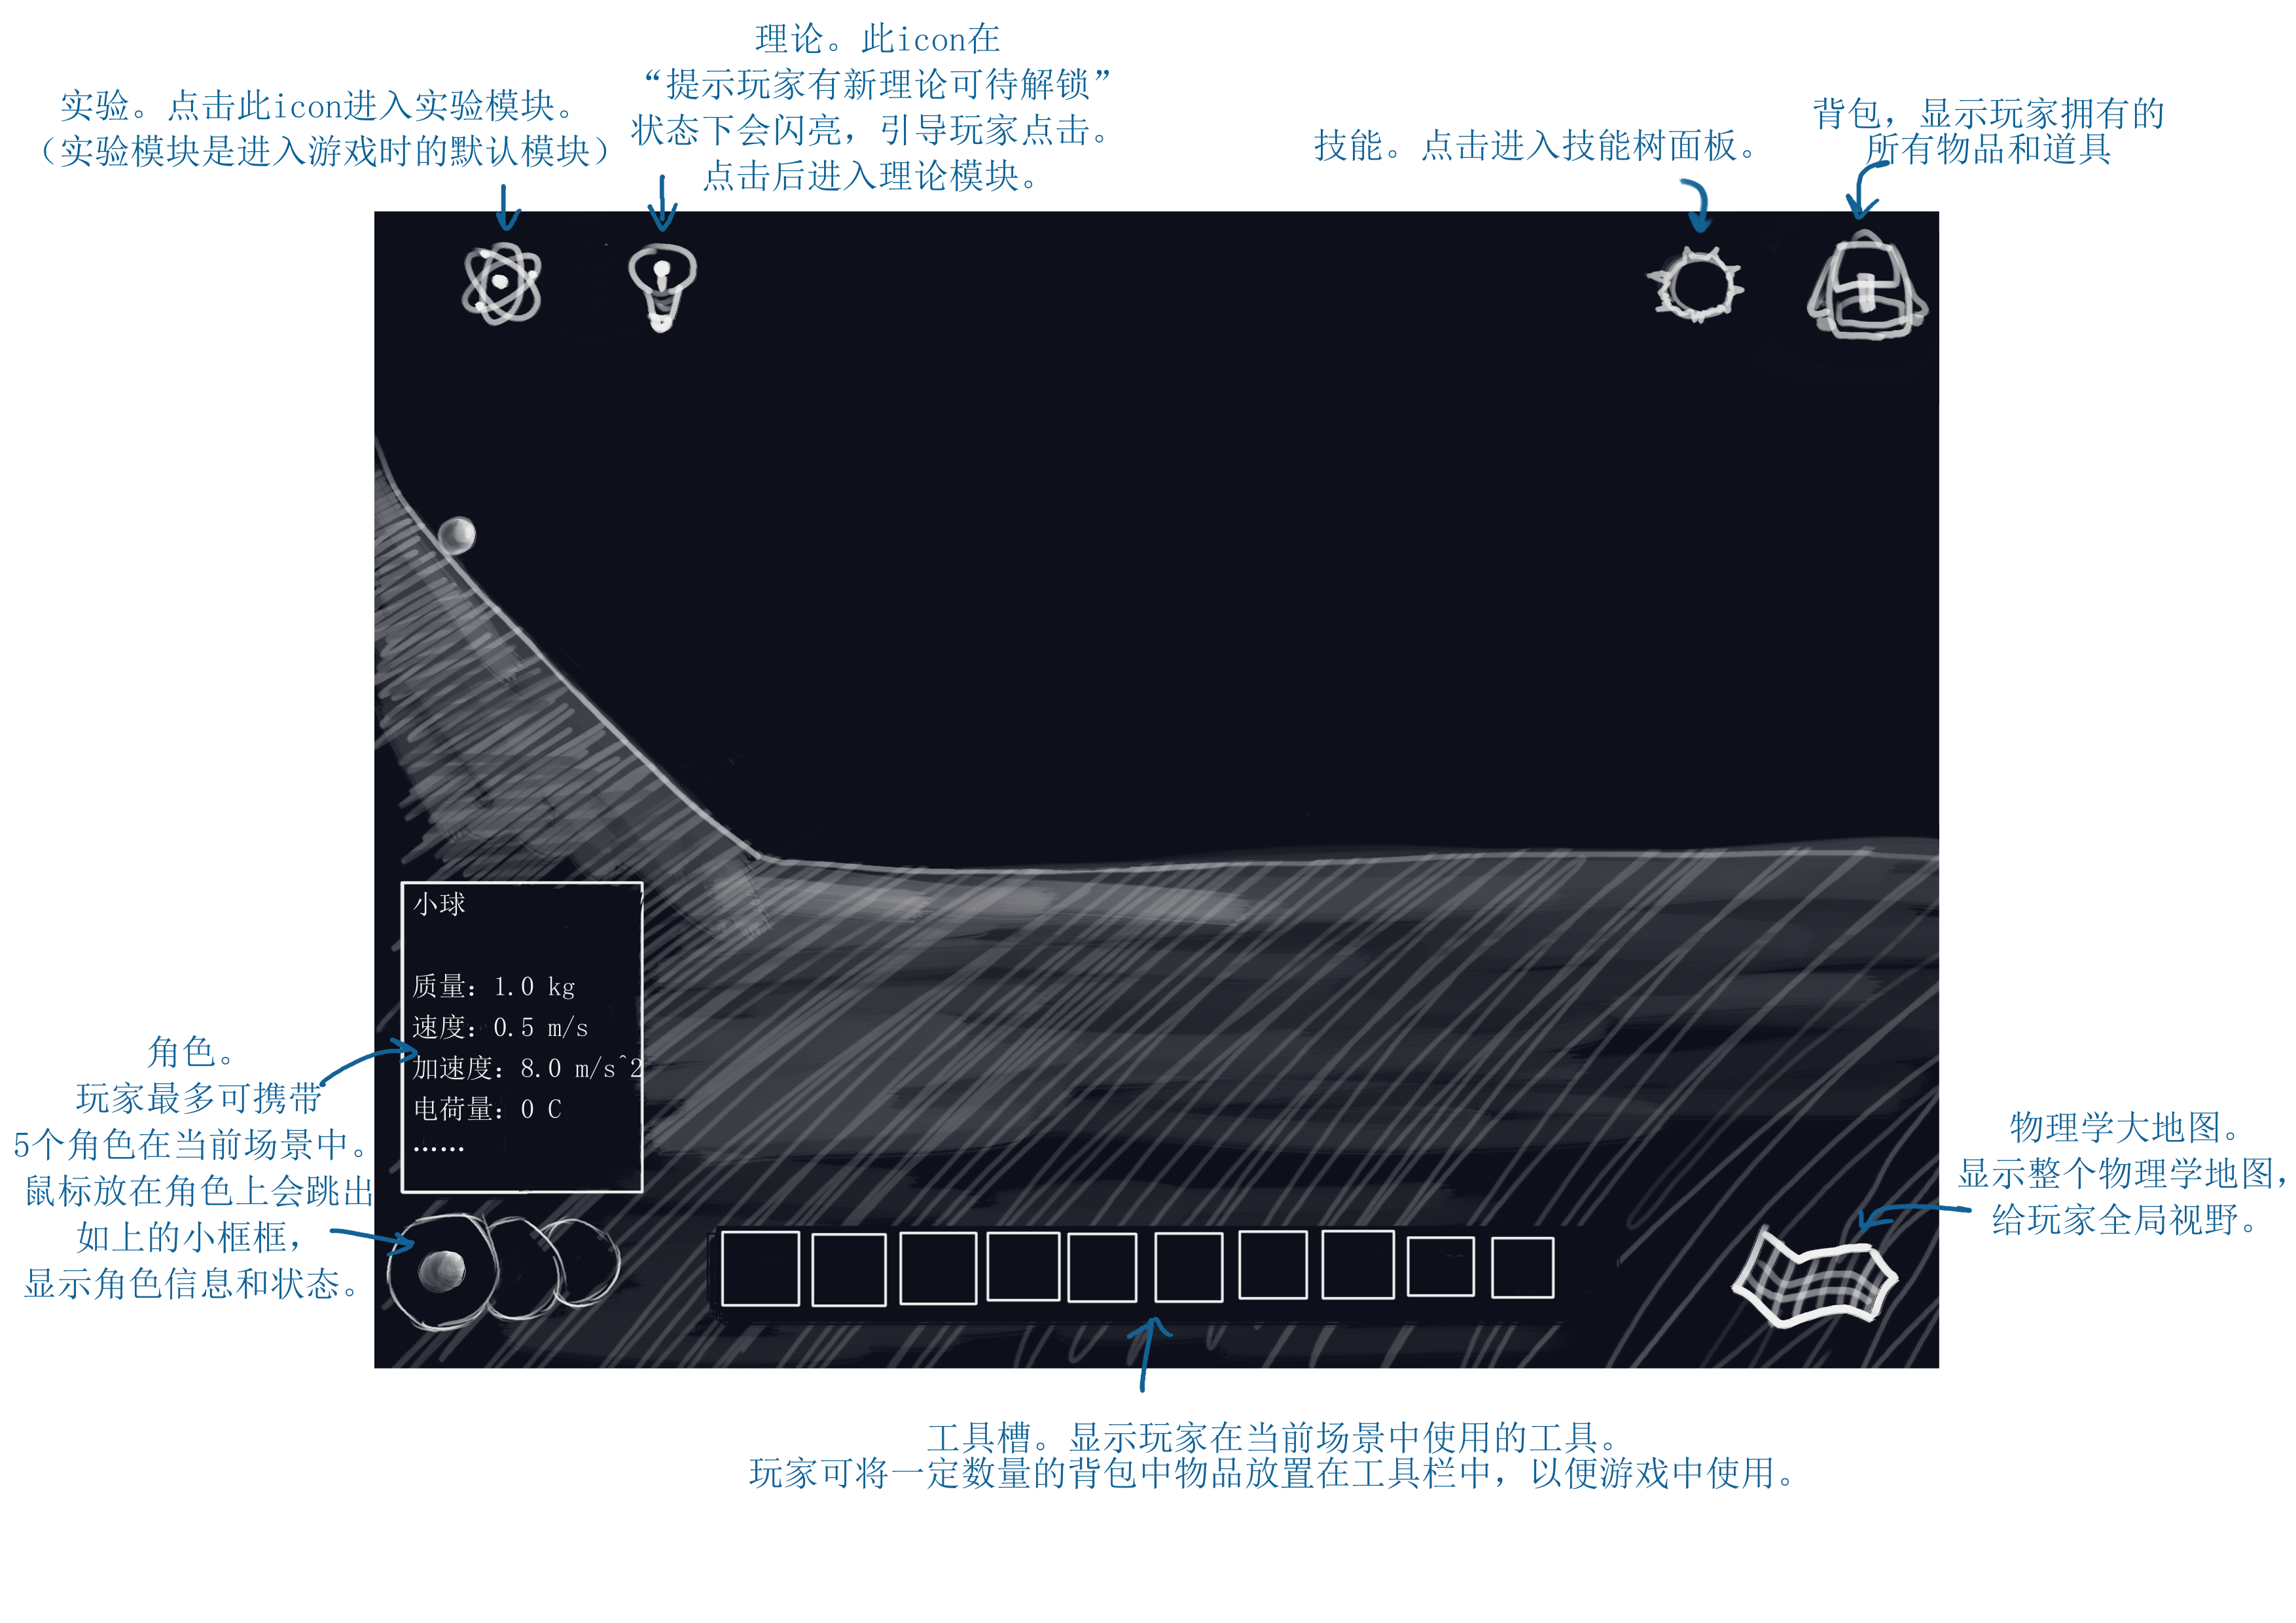 实验。点击此icon进入实验模块。
（实验模块是进入游戏时的默认模块）
理论。此icon在
“提示玩家有新理论可待解锁”
状态下会闪亮，引导玩家点击。
点击后进入理论模块。
技能。点击进入技能树面板。
背包，显示玩家拥有的
所有物品和道具
小球
质量：1.0 kg
速度：0.5 m/s
加速度：8.0 m/s^2
电荷量：0 C
……
角色。
玩家最多可携带
5个角色在当前场景中。
鼠标放在角色上会跳出
如上的小框框，
显示角色信息和状态。
物理学大地图。
显示整个物理学地图，
给玩家全局视野。
工具槽。显示玩家在当前场景中使用的工具。
玩家可将一定数量的背包中物品放置在工具栏中，以便游戏中使用。